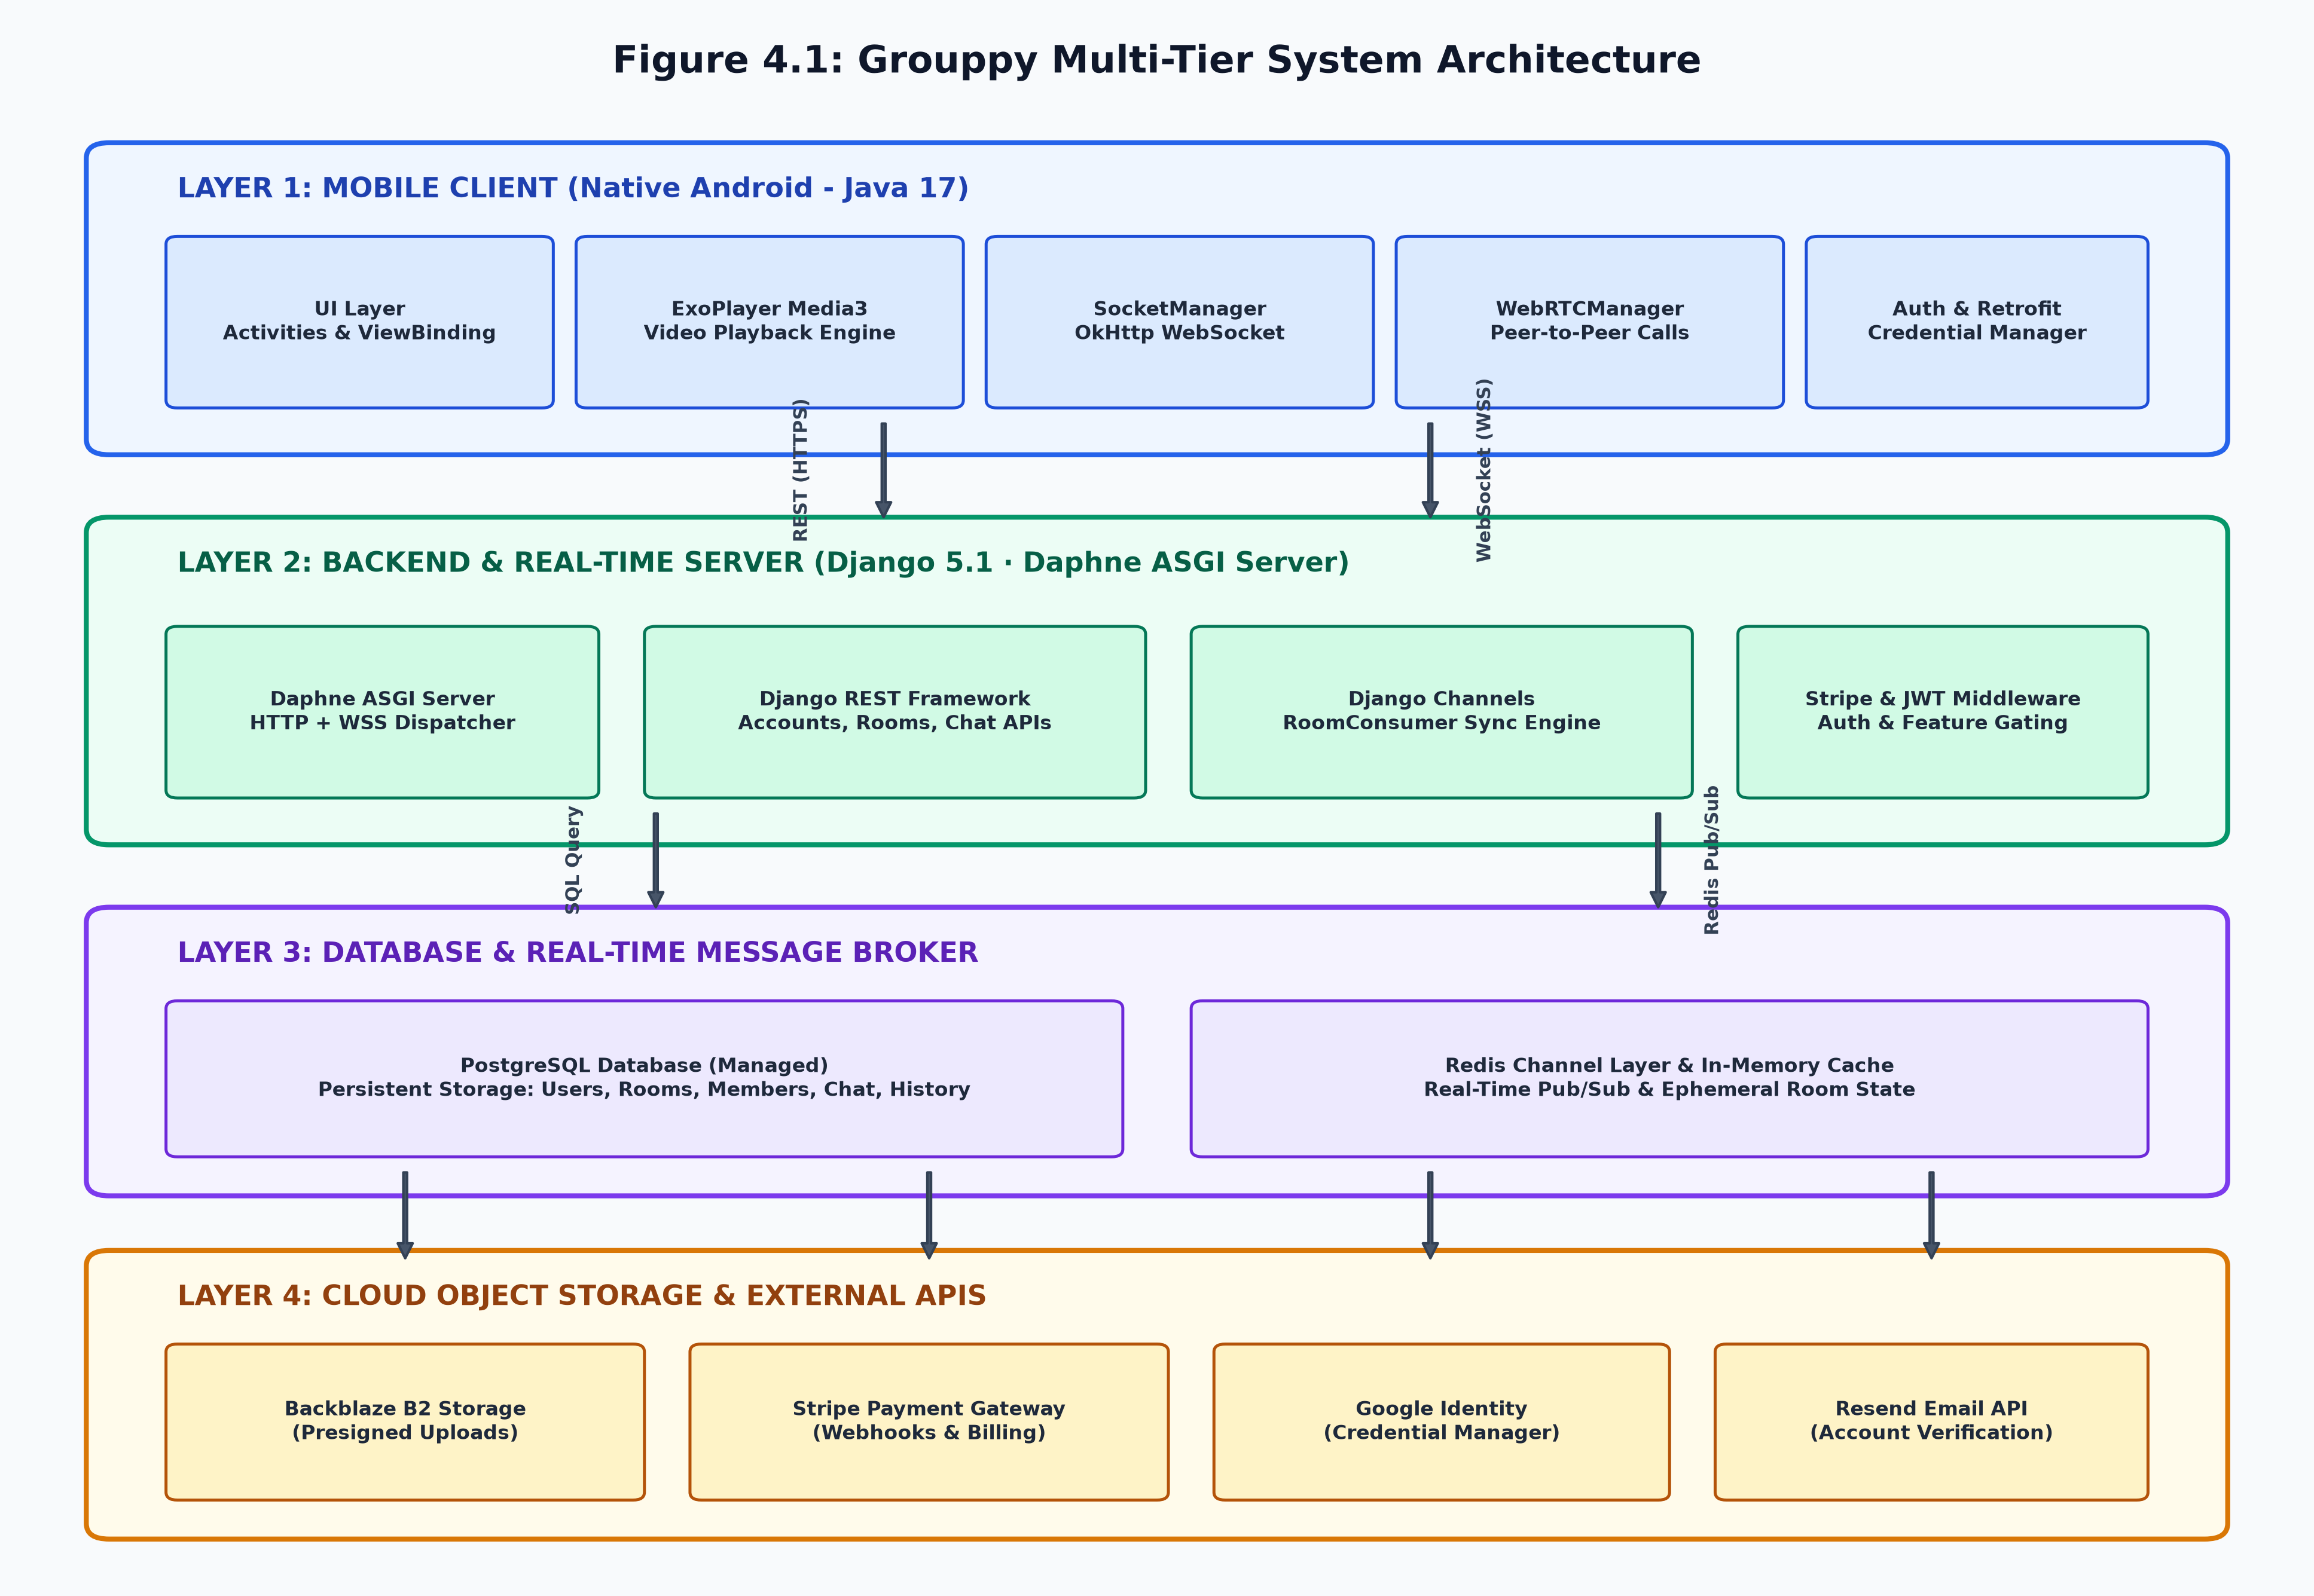 Figure 4.1: Grouppy Multi-Tier System Architecture
LAYER 1: MOBILE CLIENT (Native Android - Java 17)
UI Layer
Activities & ViewBinding
ExoPlayer Media3
Video Playback Engine
SocketManager
OkHttp WebSocket
WebRTCManager
Peer-to-Peer Calls
Auth & Retrofit
Credential Manager
REST (HTTPS)
WebSocket (WSS)
LAYER 2: BACKEND & REAL-TIME SERVER (Django 5.1 · Daphne ASGI Server)
Daphne ASGI Server
HTTP + WSS Dispatcher
Django REST Framework
Accounts, Rooms, Chat APIs
Django Channels
RoomConsumer Sync Engine
Stripe & JWT Middleware
Auth & Feature Gating
SQL Query
Redis Pub/Sub
LAYER 3: DATABASE & REAL-TIME MESSAGE BROKER
PostgreSQL Database (Managed)
Persistent Storage: Users, Rooms, Members, Chat, History
Redis Channel Layer & In-Memory Cache
Real-Time Pub/Sub & Ephemeral Room State
LAYER 4: CLOUD OBJECT STORAGE & EXTERNAL APIS
Backblaze B2 Storage
(Presigned Uploads)
Stripe Payment Gateway
(Webhooks & Billing)
Google Identity
(Credential Manager)
Resend Email API
(Account Verification)